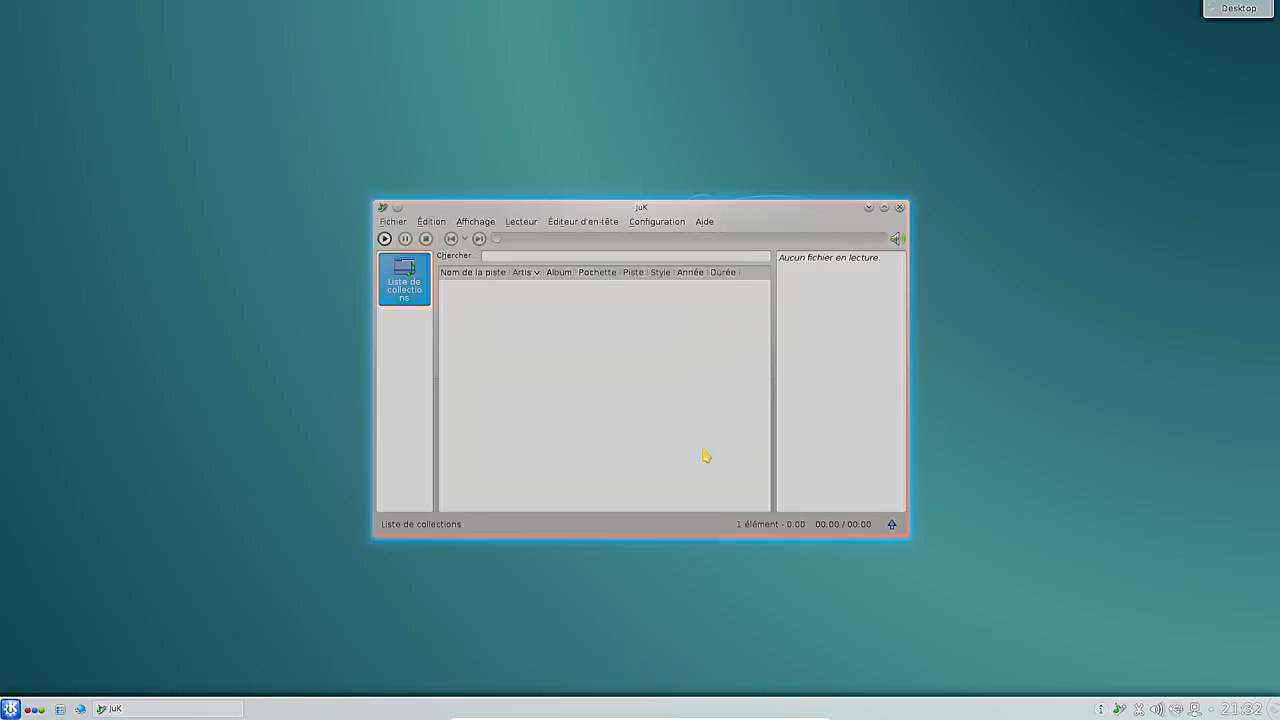 Desktop
JuK
Fichier Édition Affichage Lecteur Éditeur d'en-tête Configuration Aide
Chercher :
Nom de la piste Artis Album Pochette Piste Style Année Durée
Liste de
collectio
ns
Aucun fichier en lecture.
Liste de collections 1 élément - 0:00 00:00 / 00:00
JuK 21:32